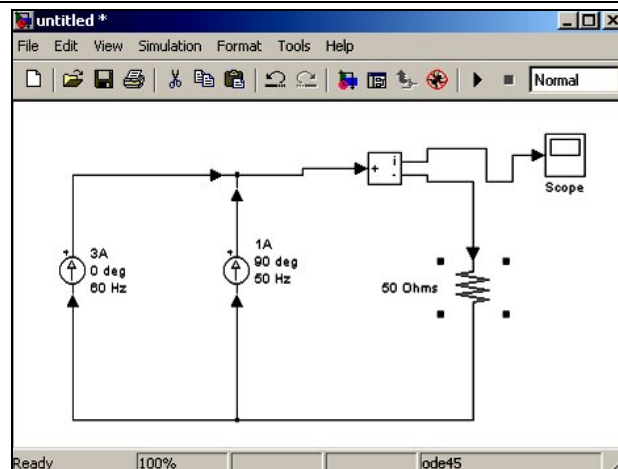 untitled *
File Edit View Simulation Format Tools Help
Normal
+ i
-
Scope
+
3A
0 deg
60 Hz
+
1A
90 deg
50 Hz
50 Ohms
Ready 100% ode45